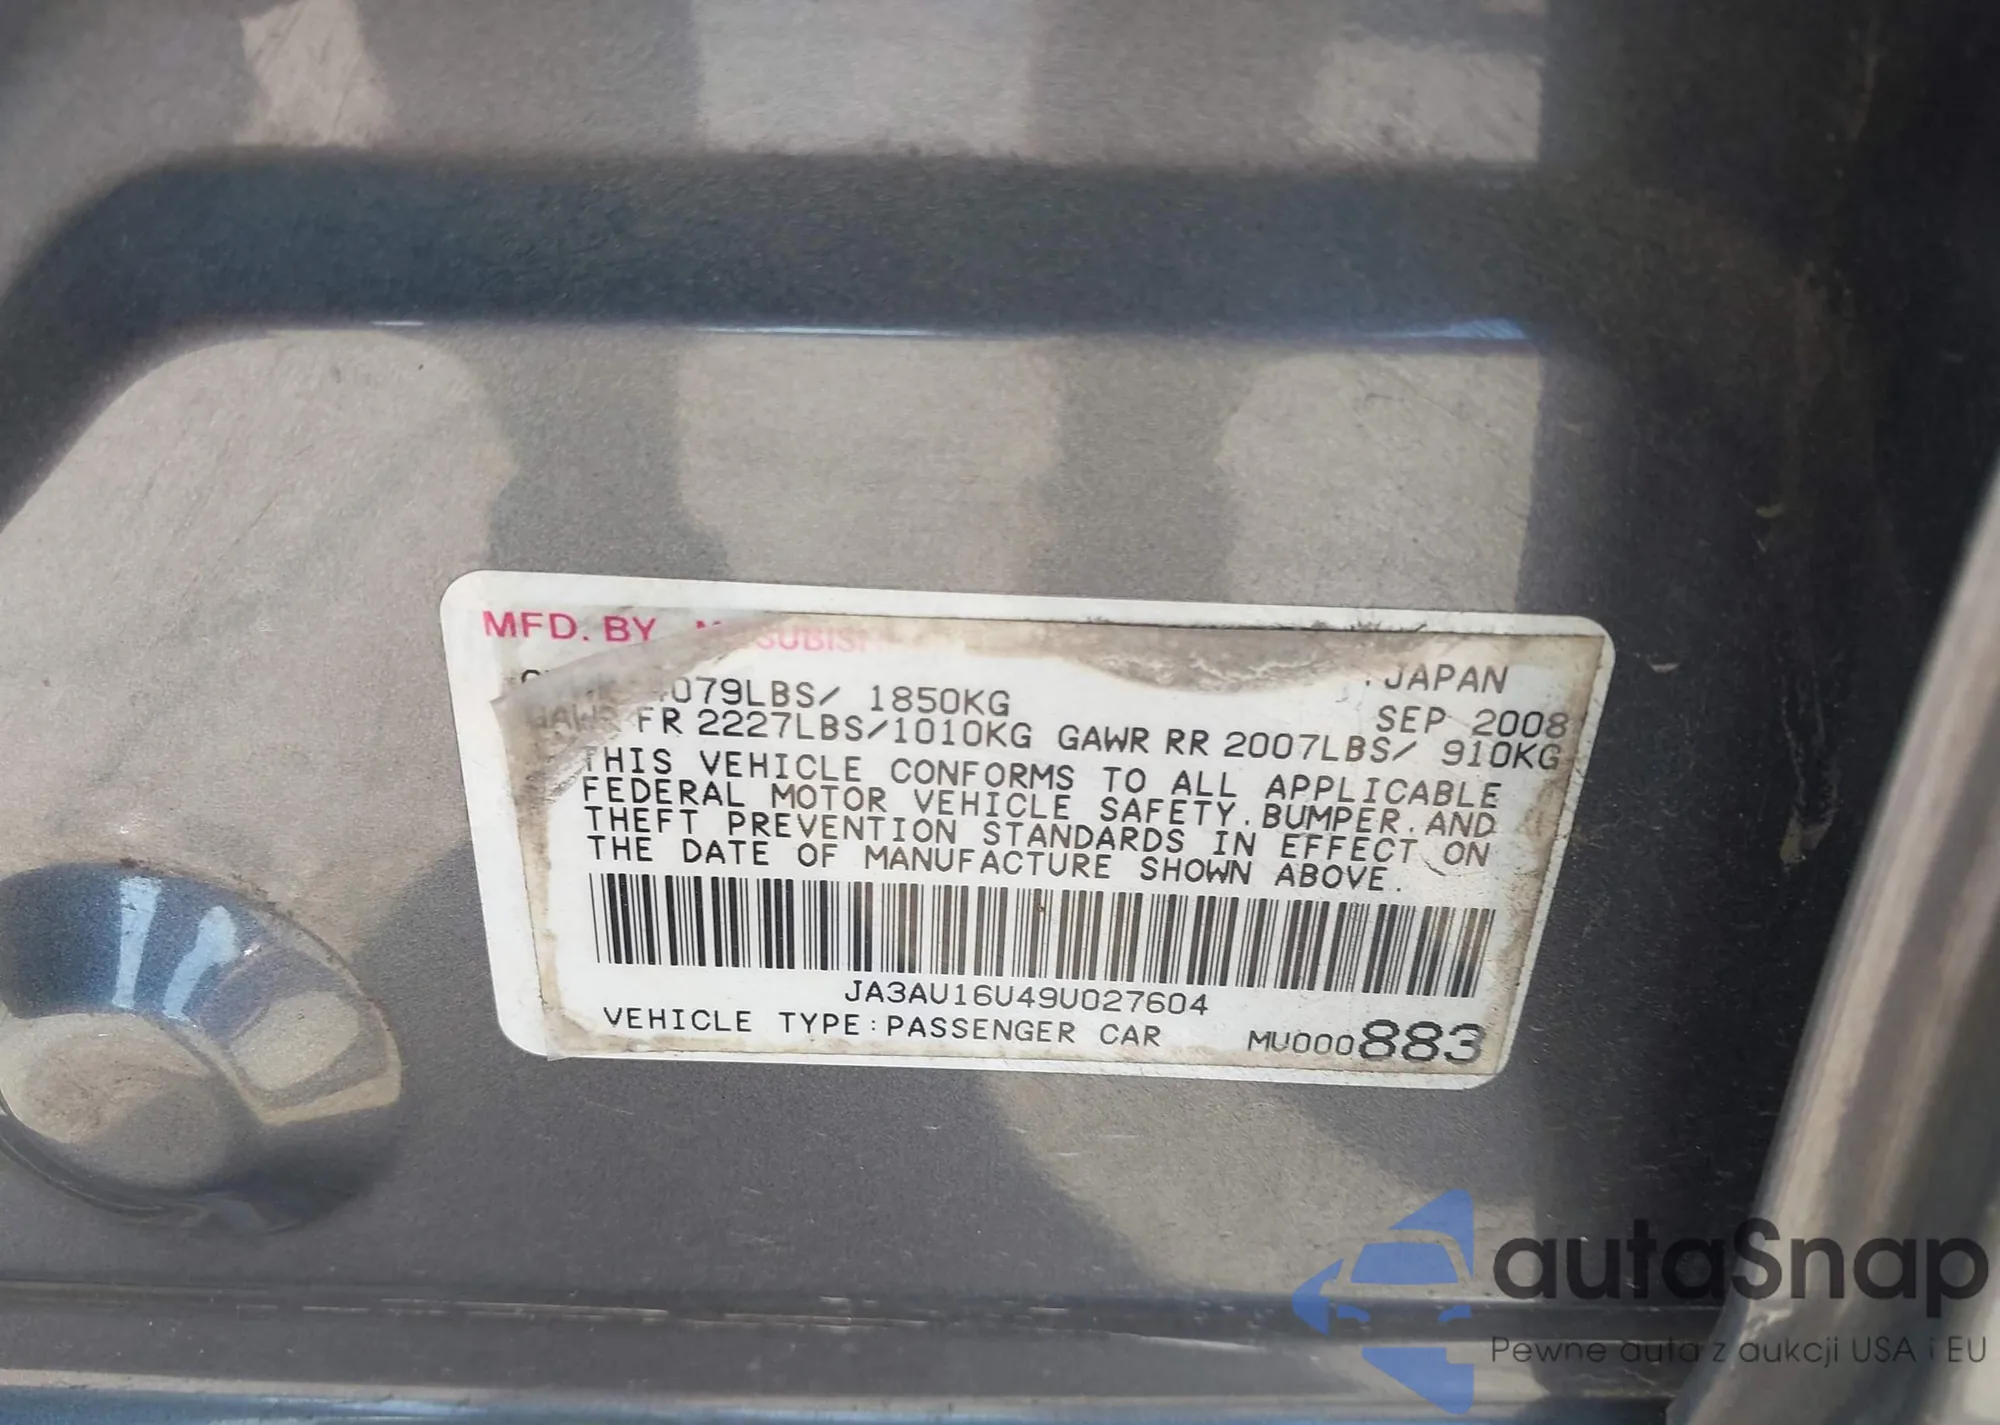 MFD. BY
4079LBS/ 1850KG
JAPAN
SEP 2008
GAWR FR 2227LBS/1010KG GAWR RR 2007LBS/ 910KG
THIS VEHICLE CONFORMS TO ALL APPLICABLE
FEDERAL MOTOR VEHICLE SAFETY, BUMPER, AND
THEFT PREVENTION STANDARDS IN EFFECT ON
THE DATE OF MANUFACTURE SHOWN ABOVE.
JA3AU16U49U027604
VEHICLE TYPE:PASSENGER CAR MU000883
autaSnap
Pewne auta z aukcji USA i EU